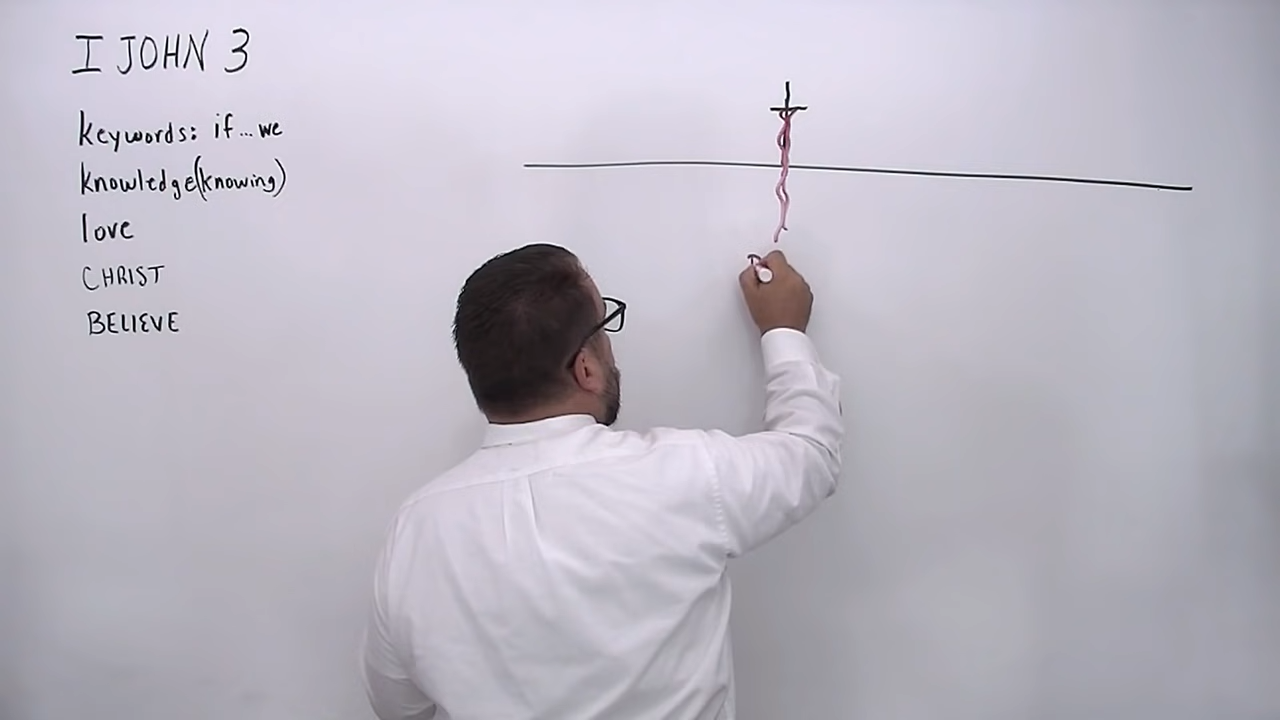 I JOHN 3
keywords: if...we
knowledge(knowing)
love
CHRIST
BELIEVE